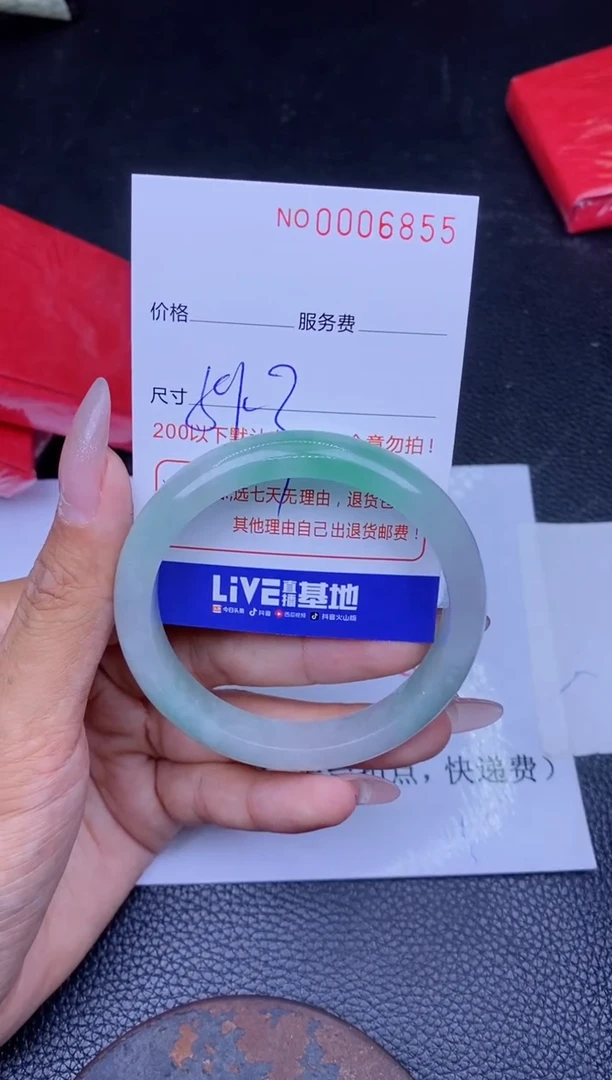 NO0006855
价格 服务费
尺寸
200以下默 意勿拍!
选七天无理由,退货
其他理由自己出退货邮费!
LiVE直播基地
今日头条 抖音 西瓜视频 抖音火山版
点,快递费)